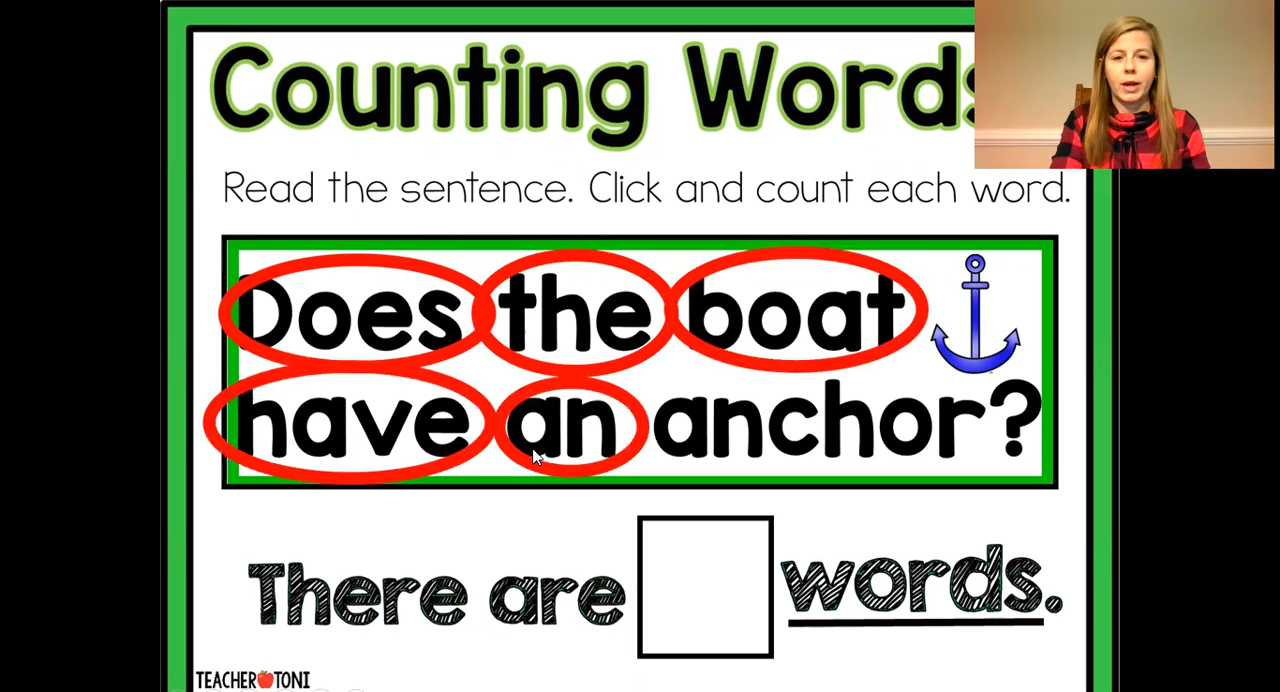 Counting Words
Read the sentence. Click and count each word.
Does the boat
have an anchor?
There are words.
TEACHER TONI